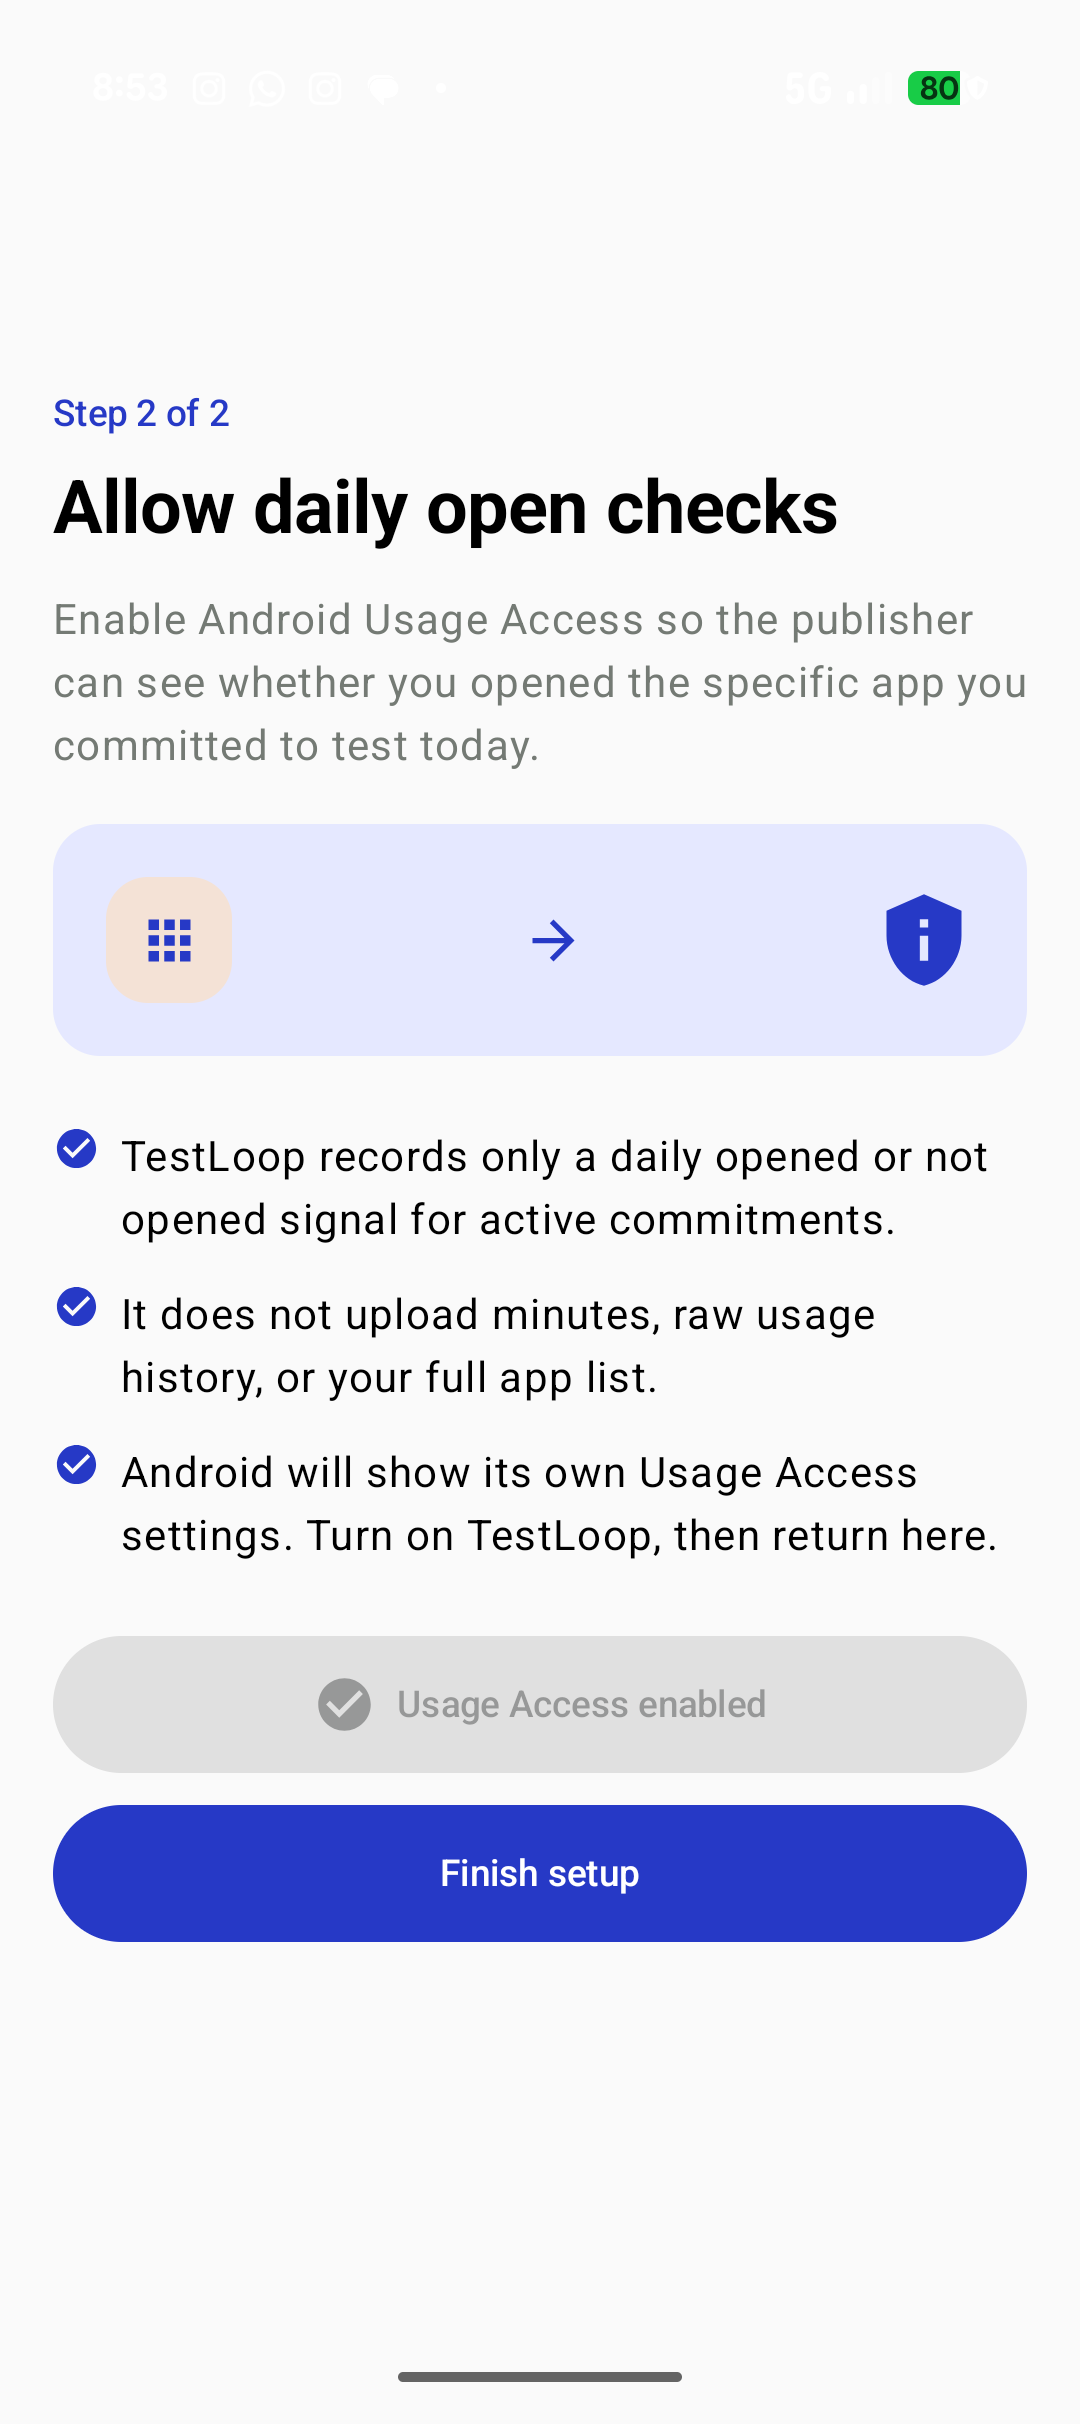 8:53 5G 80
Step 2 of 2
Allow daily open checks
Enable Android Usage Access so the publisher
can see whether you opened the specific app you
committed to test today.
TestLoop records only a daily opened or not
opened signal for active commitments.
It does not upload minutes, raw usage
history, or your full app list.
Android will show its own Usage Access
settings. Turn on TestLoop, then return here.
Usage Access enabled
Finish setup